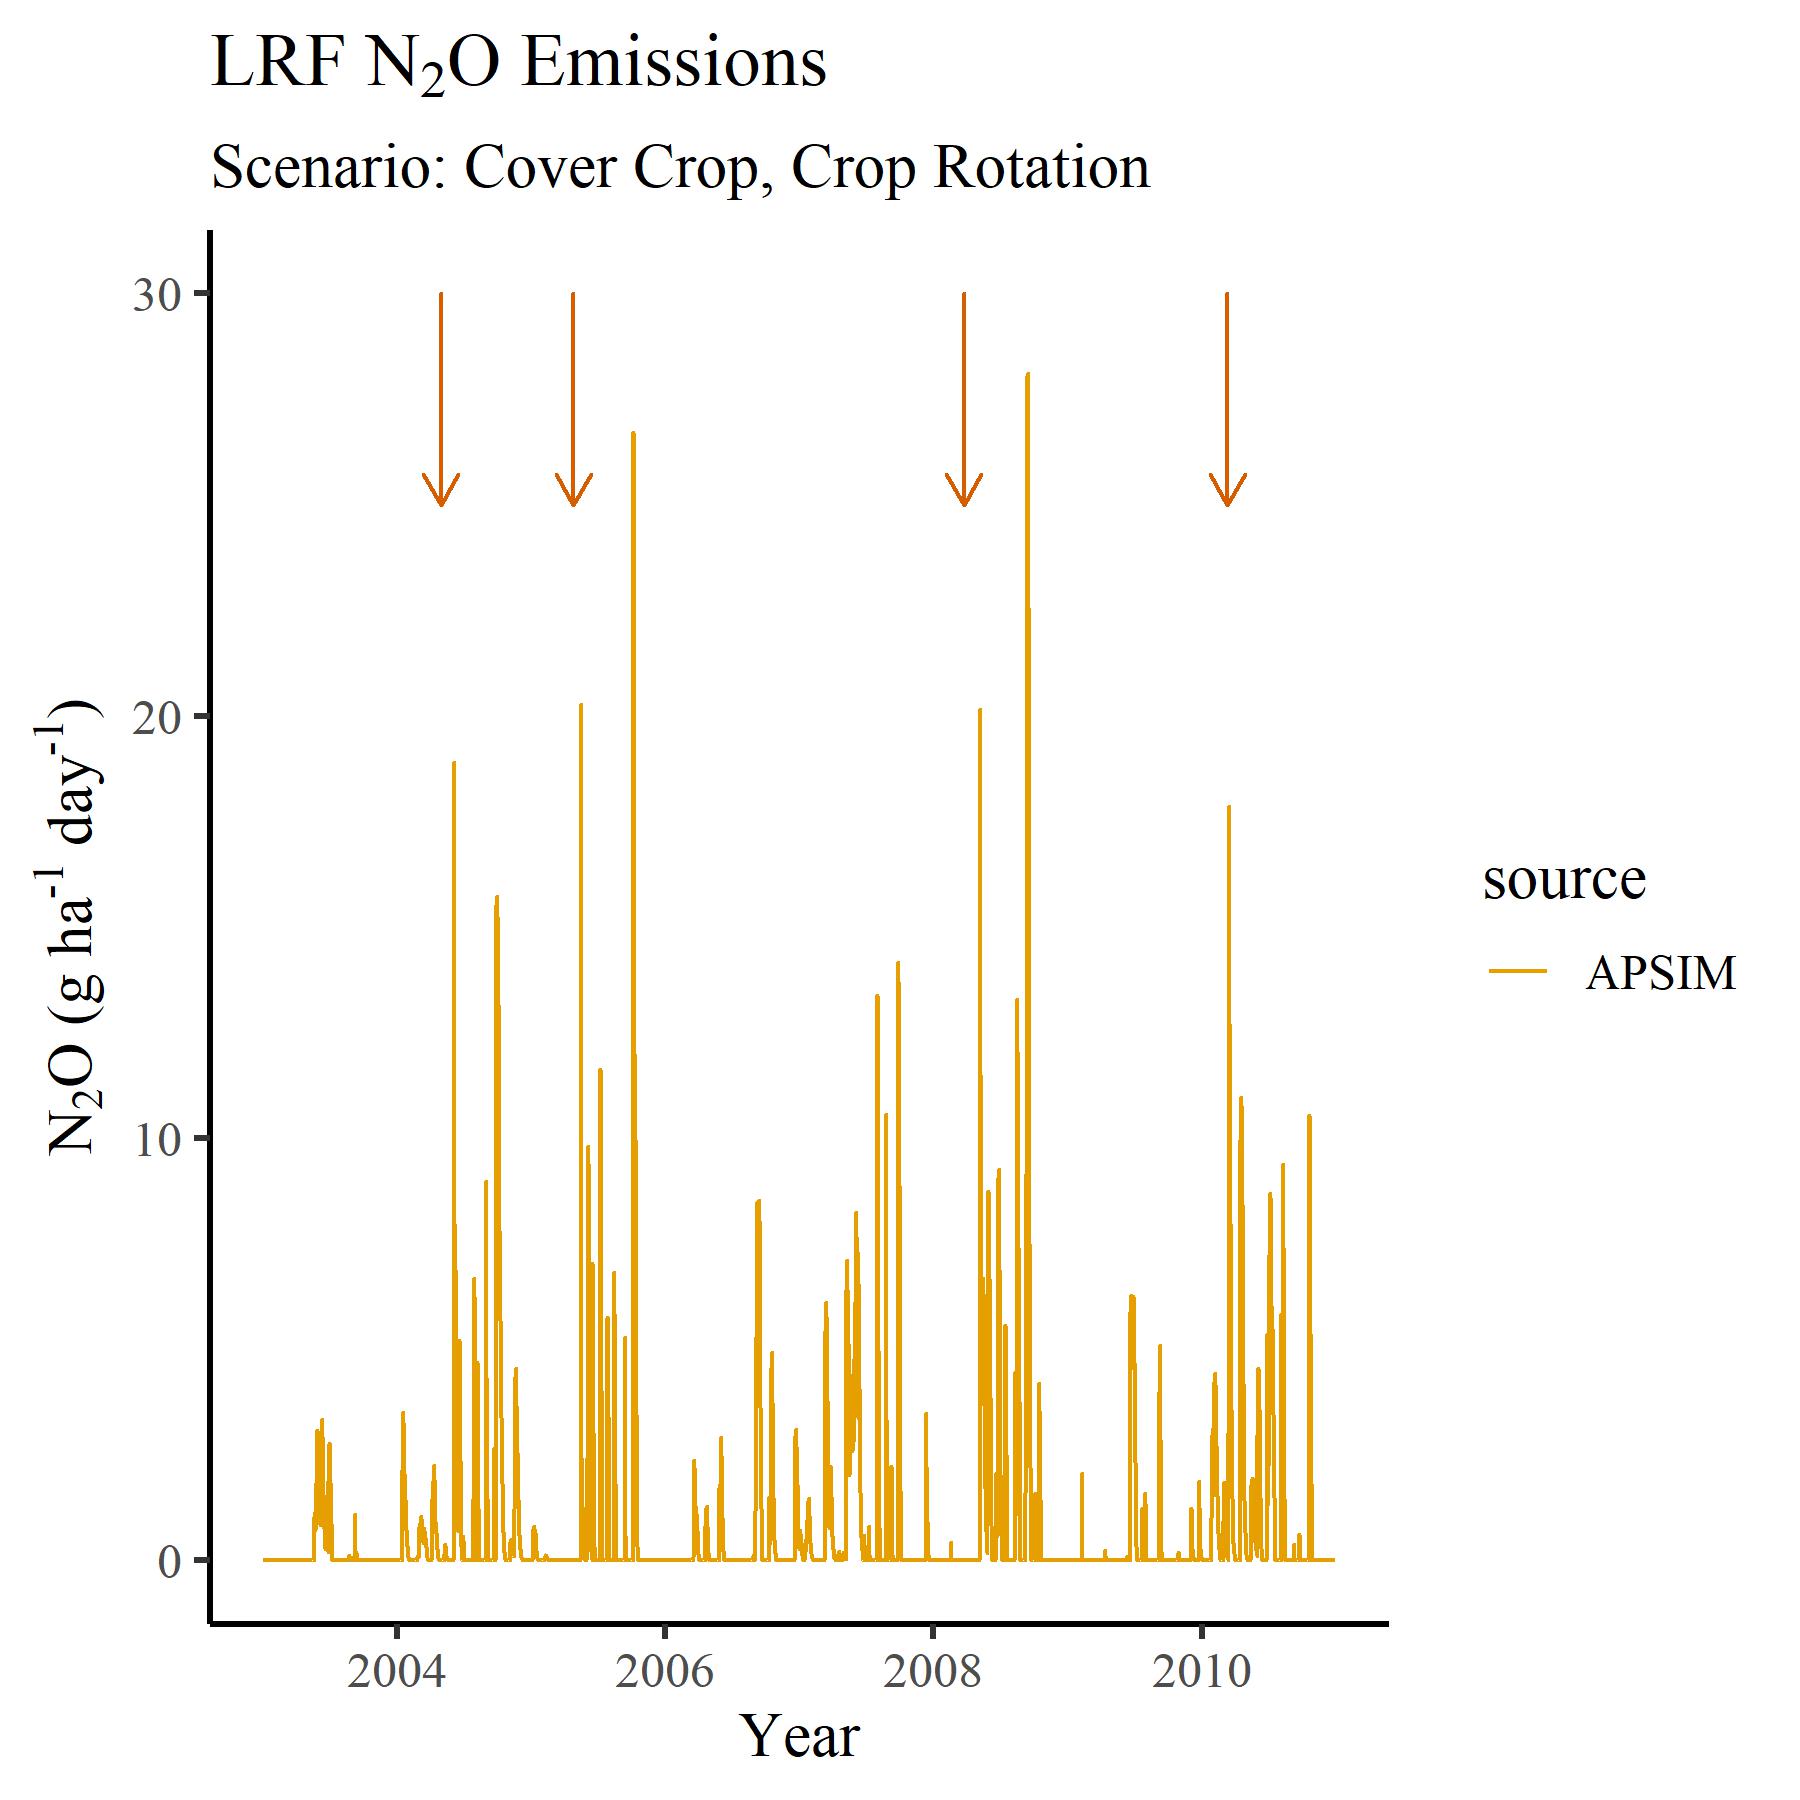 LRF N₂O Emissions
Scenario: Cover Crop, Crop Rotation
30
20
10
0
N₂O (g ha⁻¹ day⁻¹)
2004 2006 2008 2010
Year
source
APSIM